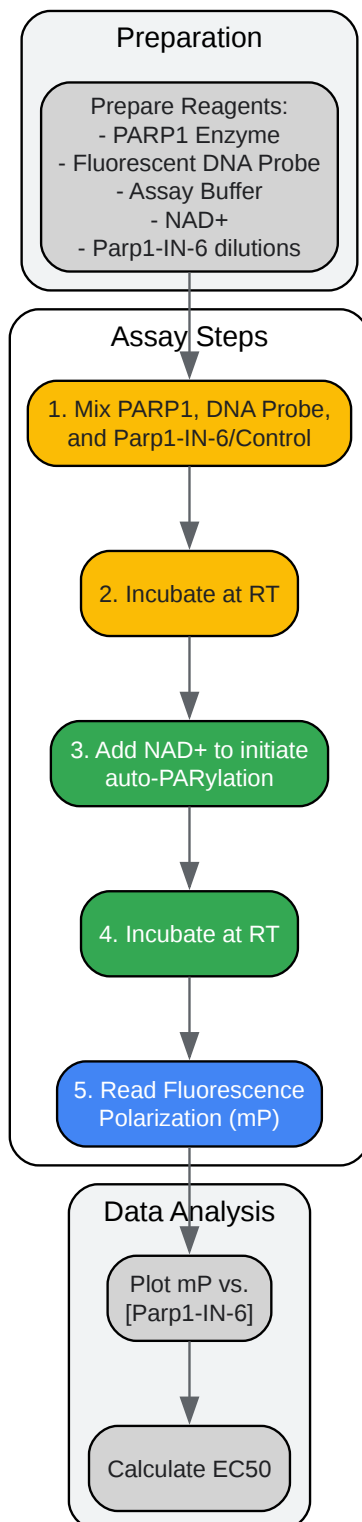 Preparation
Prepare Reagents:
- PARP1 Enzyme
- Fluorescent DNA Probe
- Assay Buffer
- NAD+
- Parp1-IN-6 dilutions
Assay Steps
1. Mix PARP1, DNA Probe,
and Parp1-IN-6/Control
2. Incubate at RT
3. Add NAD+ to initiate
auto-PARylation
4. Incubate at RT
5. Read Fluorescence
Polarization (mP)
Data Analysis
Plot mP vs.
[Parp1-IN-6]
Calculate EC50